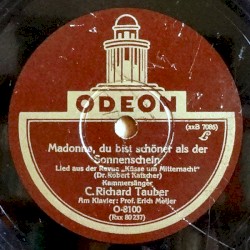 ODEON
(xxB 7085)
Madonna, du bist schöner als der
Sonnenschein
Lied aus der Revue „Küsse um Mitternacht"
(Dr. Robert Katscher)
Kammersänger
C. Richard Tauber
Am Klavier: Prof. Erich Meller
O-8100
(Rxx 80237)